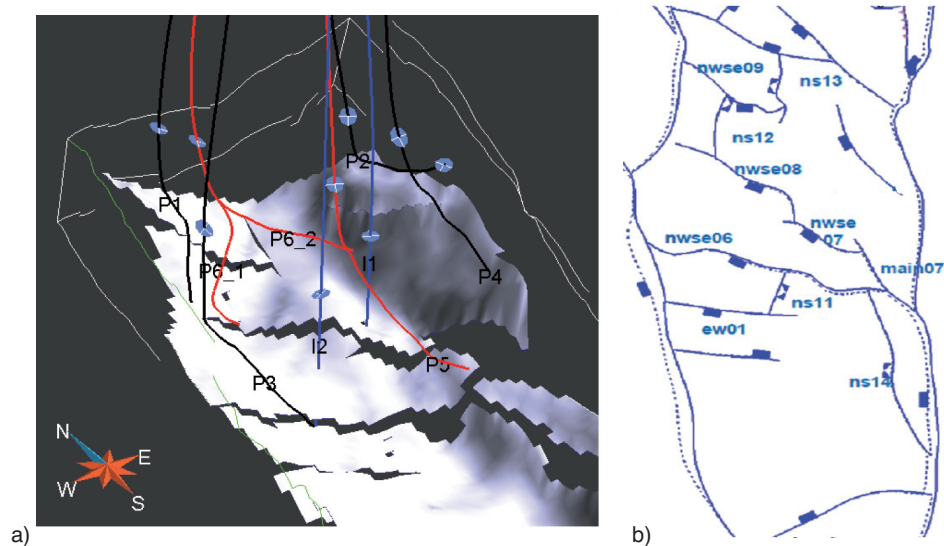 P1
P2
P6_2
P6_1
I1
P4
I2
P5
P3
N
E
W
S
a)
nwse09
ns13
ns12
nwse08
nwse
07
nwse06
main07
ns11
ew01
ns14
b)